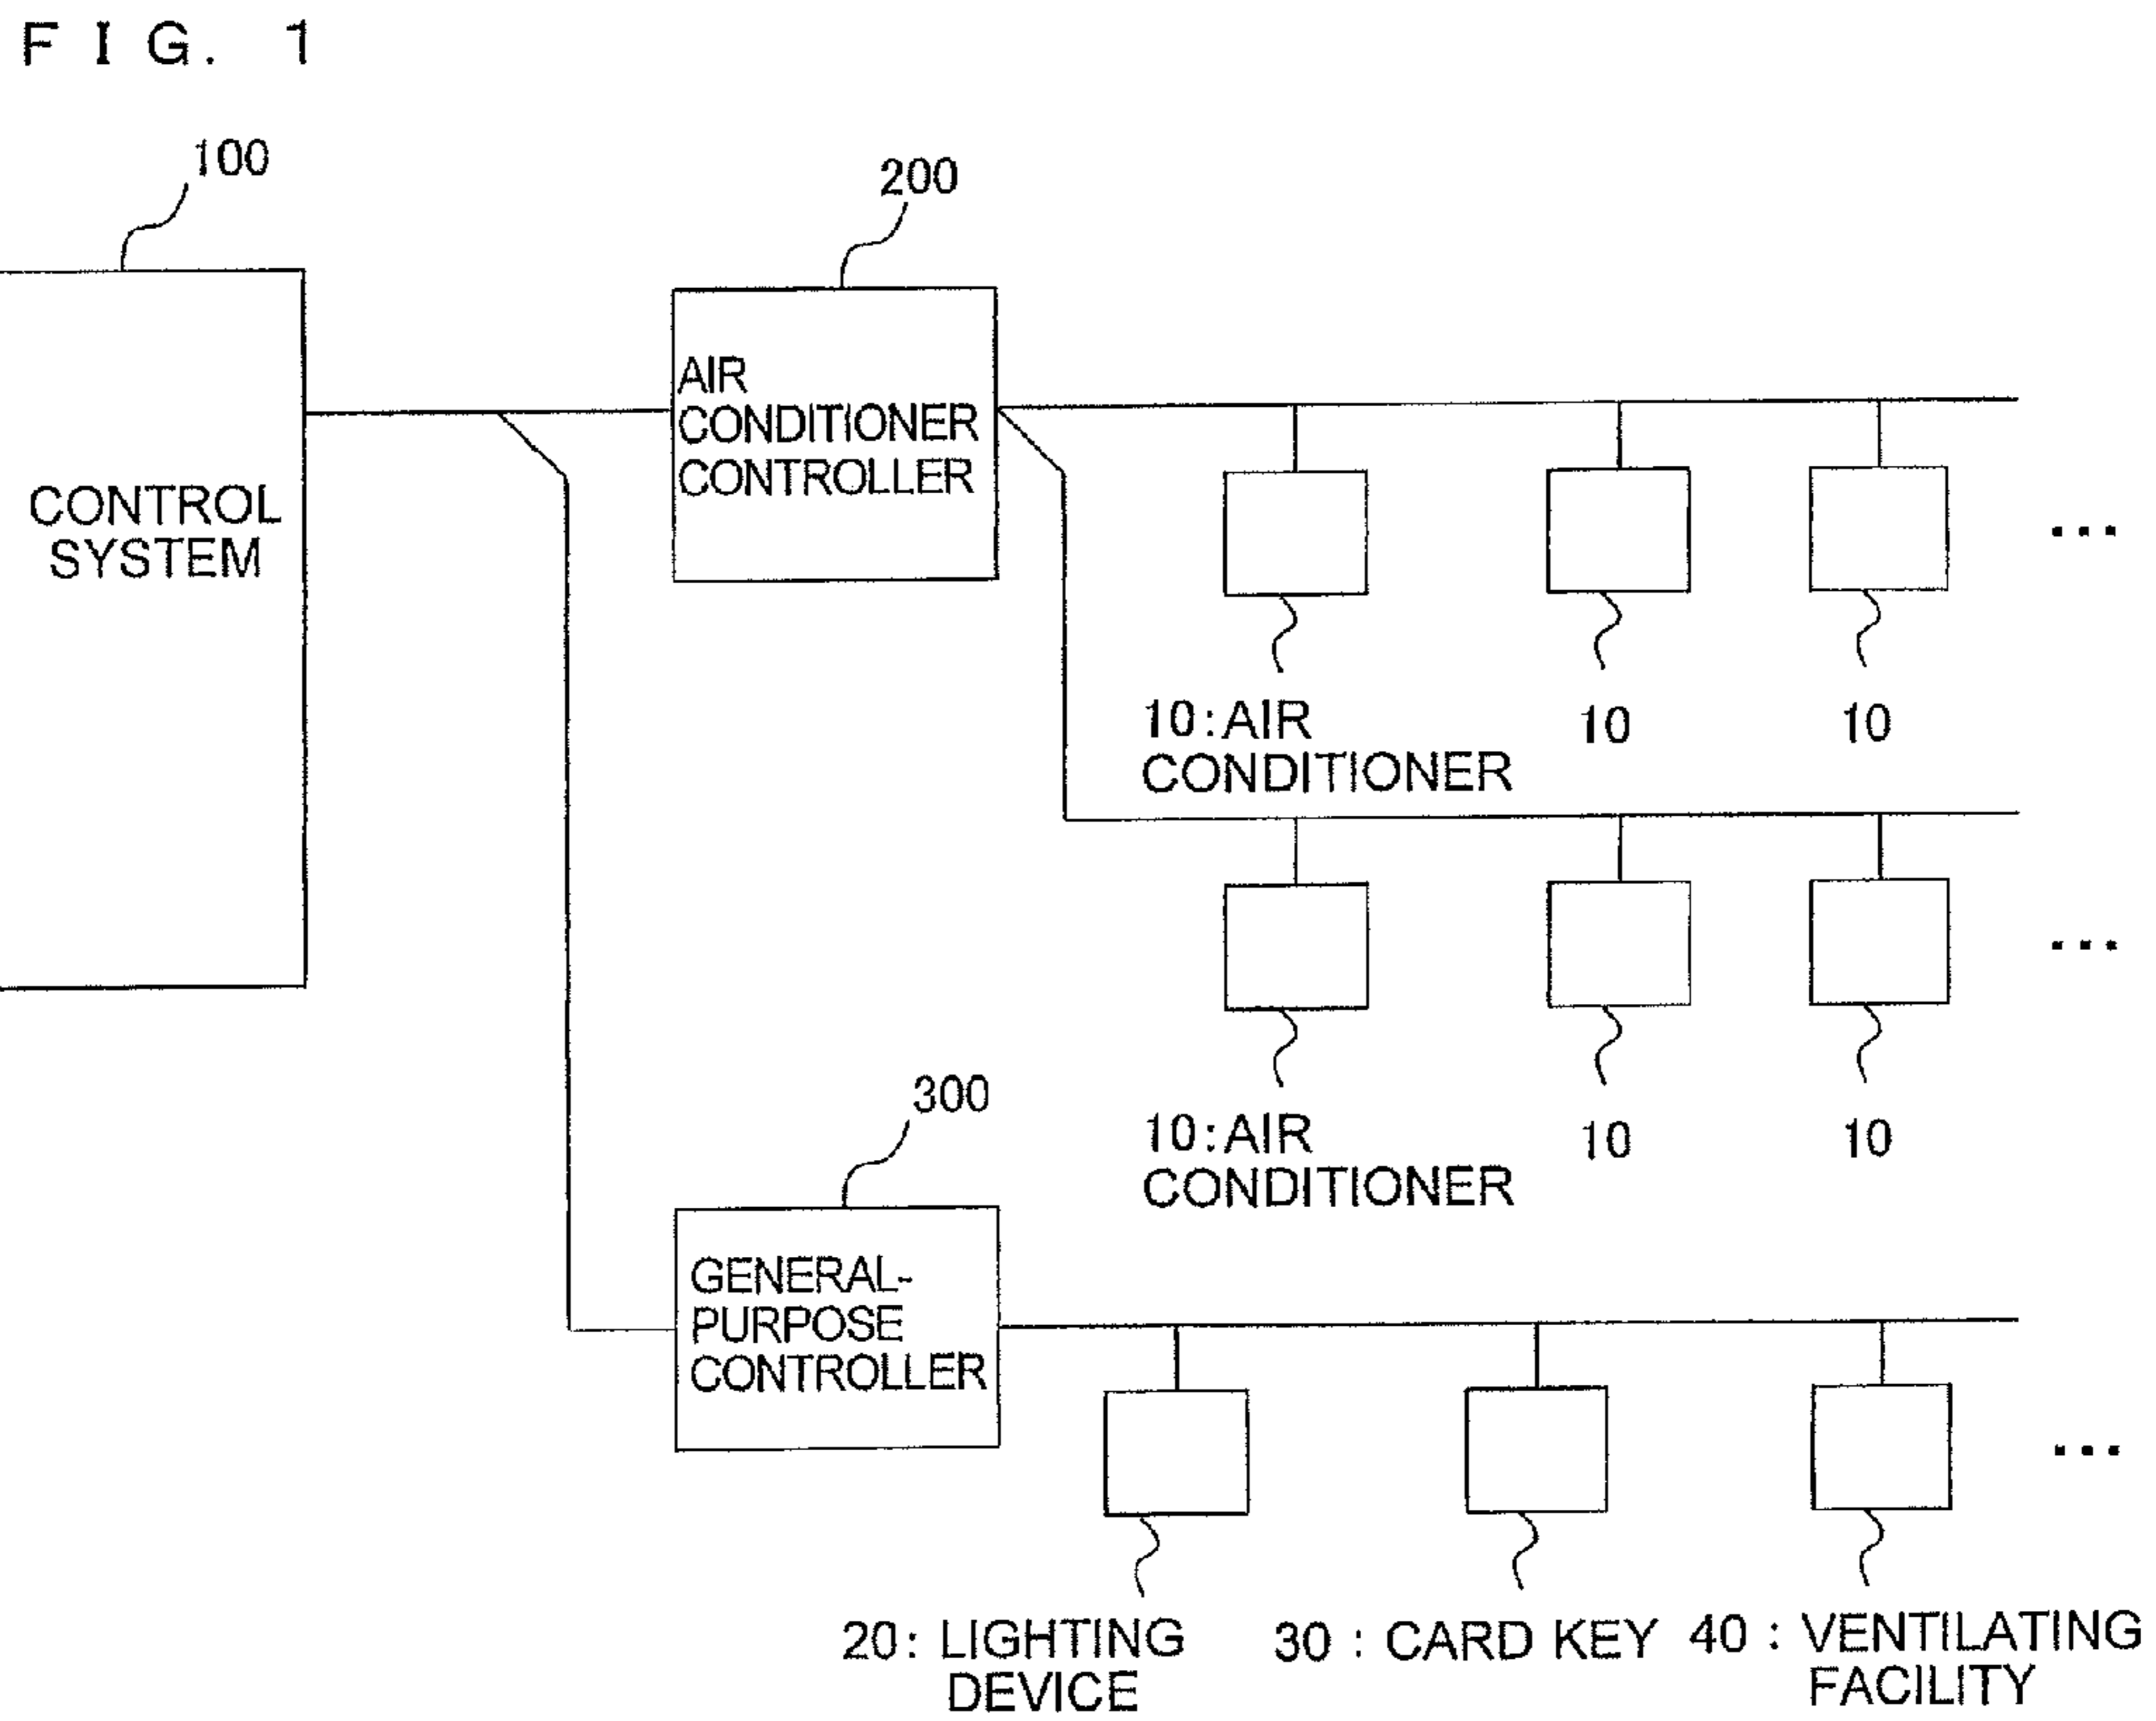 FIG. 1
100
200
AIR
CONDITIONER
CONTROLLER
CONTROL
SYSTEM
...
10:AIR
CONDITIONER
10
10
...
10:AIR
CONDITIONER
10
10
300
GENERAL-
PURPOSE
CONTROLLER
...
20: LIGHTING
DEVICE
30 : CARD KEY
40 : VENTILATING
FACILITY